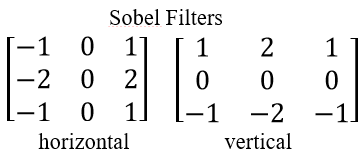 Sobel Filters
−1 0 1 1 2 1
−2 0 2 0 0 0
−1 0 1 −1 −2 −1
horizontal vertical